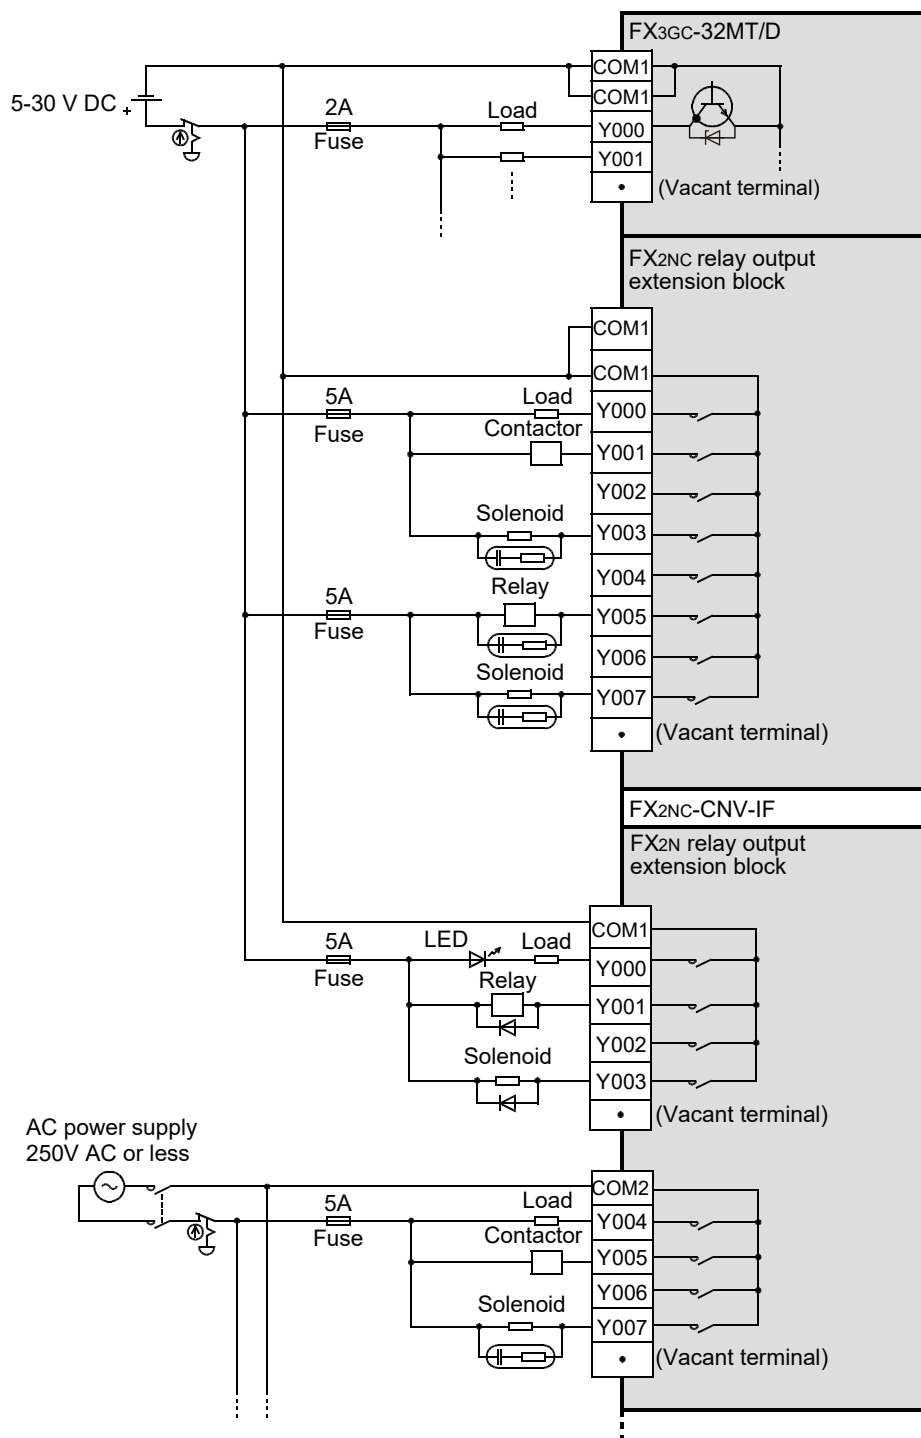 FX3GC-32MT/D
COM1
5-30 V DC
+
COM1
2A
Load
Y000
Fuse
Y001
(Vacant terminal)
FX2NC relay output
extension block
COM1
COM1
5A
Load
Y000
Fuse
Contactor
Y001
Y002
Solenoid
Y003
Y004
Relay
5A
Y005
Fuse
Y006
Solenoid
Y007
(Vacant terminal)
FX2NC-CNV-IF
FX2N relay output
extension block
COM1
5A
LED
Load
Y000
Fuse
Relay
Y001
Y002
Solenoid
Y003
(Vacant terminal)
AC power supply
250V AC or less
COM2
5A
Load
Y004
Fuse
Contactor
Y005
Y006
Solenoid
Y007
(Vacant terminal)